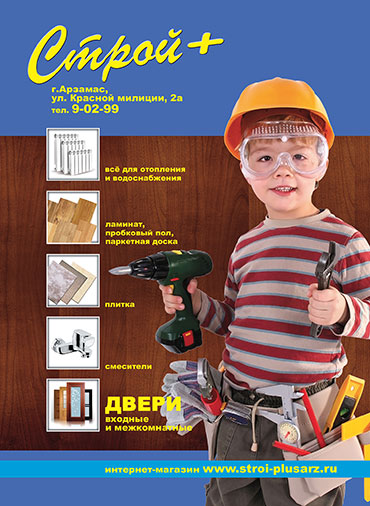 Строй+
г.Арзамас,
ул. Красной милиции, 2а
тел. 9-02-99
всё для отопления
и водоснабжения
ламинат,
пробковый пол,
паркетная доска
плитка
смесители
ДВЕРИ
входные
и межкомнатные
интернет-магазин www.stroi-plusarz.ru